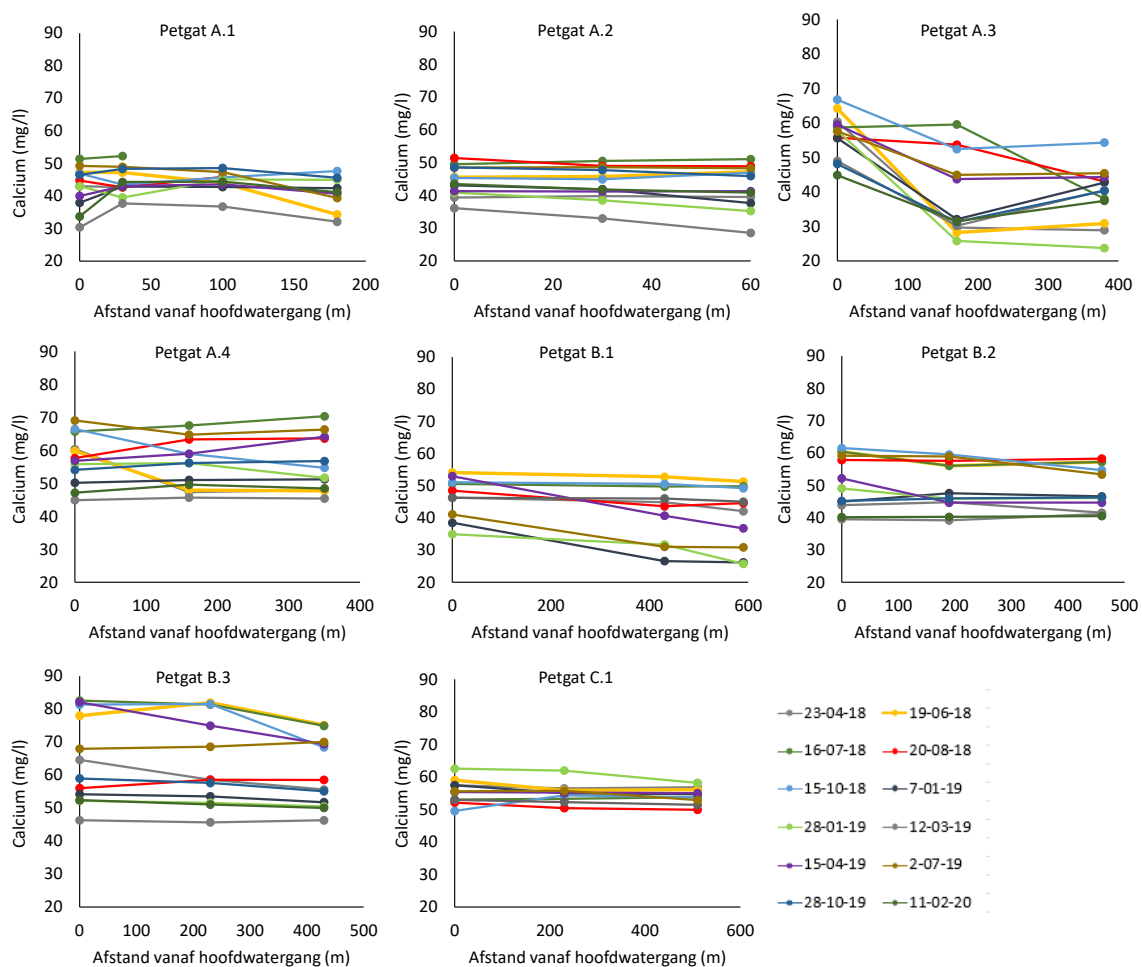 Petgat A.1
Calcium (mg/l)
90
80
70
60
50
40
30
20
0 50 100 150 200
Afstand vanaf hoofdwatergang (m)
Petgat A.2
Calcium (mg/l)
90
80
70
60
50
40
30
20
0 20 40 60
Afstand vanaf hoofdwatergang (m)
Petgat A.3
Calcium (mg/l)
90
80
70
60
50
40
30
20
0 100 200 300 400
Afstand vanaf hoofdwatergang (m)
Petgat A.4
Calcium (mg/l)
90
80
70
60
50
40
30
20
0 100 200 300 400
Afstand vanaf hoofdwatergang (m)
Petgat B.1
Calcium (mg/l)
90
80
70
60
50
40
30
20
0 200 400 600
Afstand vanaf hoofdwatergang (m)
Petgat B.2
Calcium (mg/l)
90
80
70
60
50
40
30
20
0 100 200 300 400 500
Afstand vanaf hoofdwatergang (m)
Petgat B.3
Calcium (mg/l)
90
80
70
60
50
40
30
20
0 100 200 300 400 500
Afstand vanaf hoofdwatergang (m)
Petgat C.1
Calcium (mg/l)
90
80
70
60
50
40
30
20
0 200 400 600
Afstand vanaf hoofdwatergang (m)
23-04-18 19-06-18
16-07-18 20-08-18
15-10-18 7-01-19
28-01-19 12-03-19
15-04-19 2-07-19
28-10-19 11-02-20